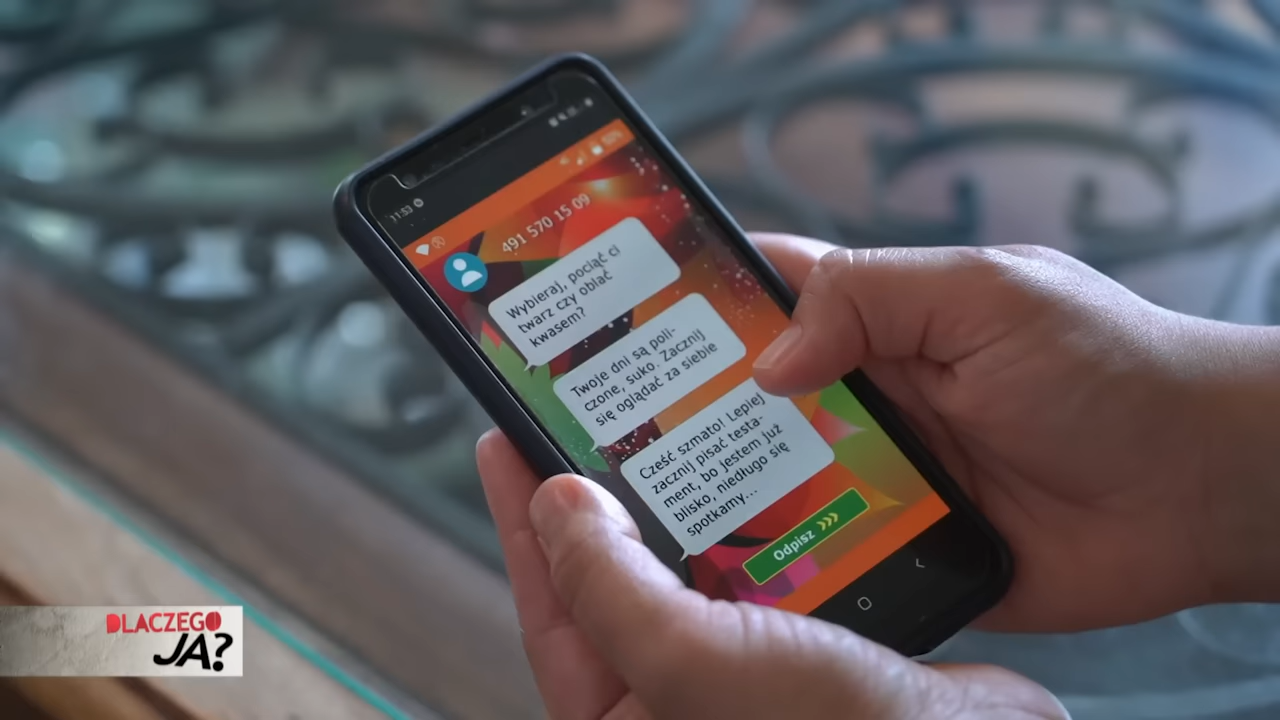 11:53
491 570 15 09
Wybieraj, pociąć ci
twarz czy oblać
kwasem?
Twoje dni są poli-
czone, suko. Zacznij
się oglądać za siebie
Cześć szmato! Lepiej
zacznij pisać testa-
ment, bo jestem już
blisko, niedługo się
spotkamy...
Odpisz >>>
DLACZEGO
JA?